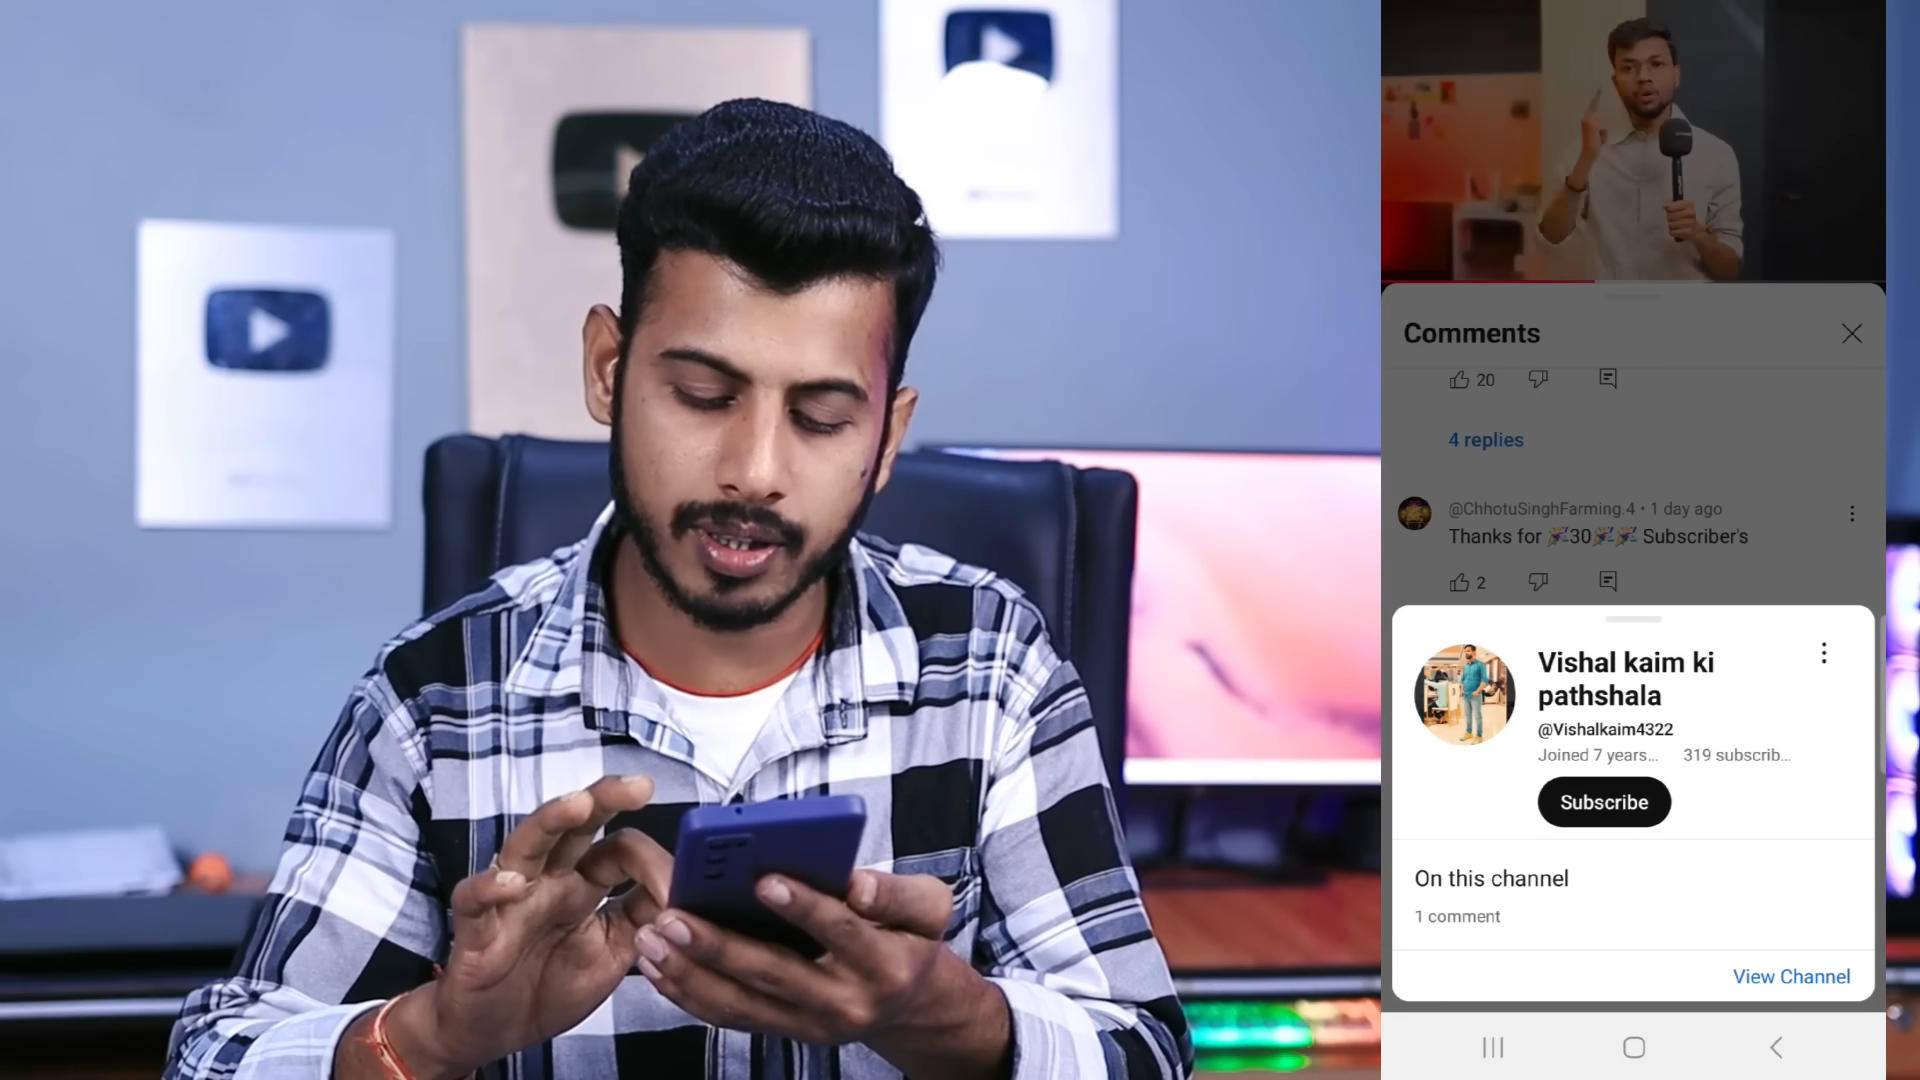 Comments
20
4 replies
@ChhotuSinghFarming.4 • 1 day ago
Thanks for 🎉30🎉🎉 Subscriber's
2
Vishal kaim ki
pathshala
@Vishalkaim4322
Joined 7 years... 319 subscrib...
Subscribe
On this channel
1 comment
View Channel